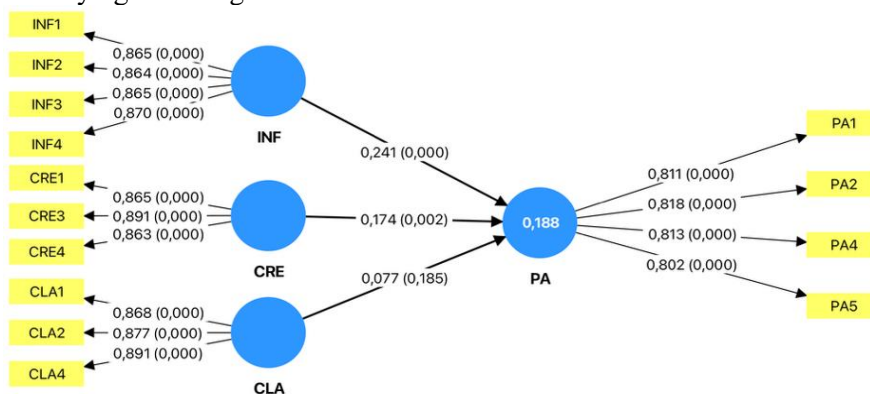 INF1
INF2
INF3
INF4
0,865 (0,000)
0,864 (0,000)
0,865 (0,000)
0,870 (0,000)
INF
CRE1
CRE3
CRE4
0,865 (0,000)
0,891 (0,000)
0,863 (0,000)
CRE
CLA1
CLA2
CLA4
0,868 (0,000)
0,877 (0,000)
0,891 (0,000)
CLA
0,241 (0,000)
0,174 (0,002)
0,077 (0,185)
0,188
PA
0,811 (0,000)
0,818 (0,000)
0,813 (0,000)
0,802 (0,000)
PA1
PA2
PA4
PA5